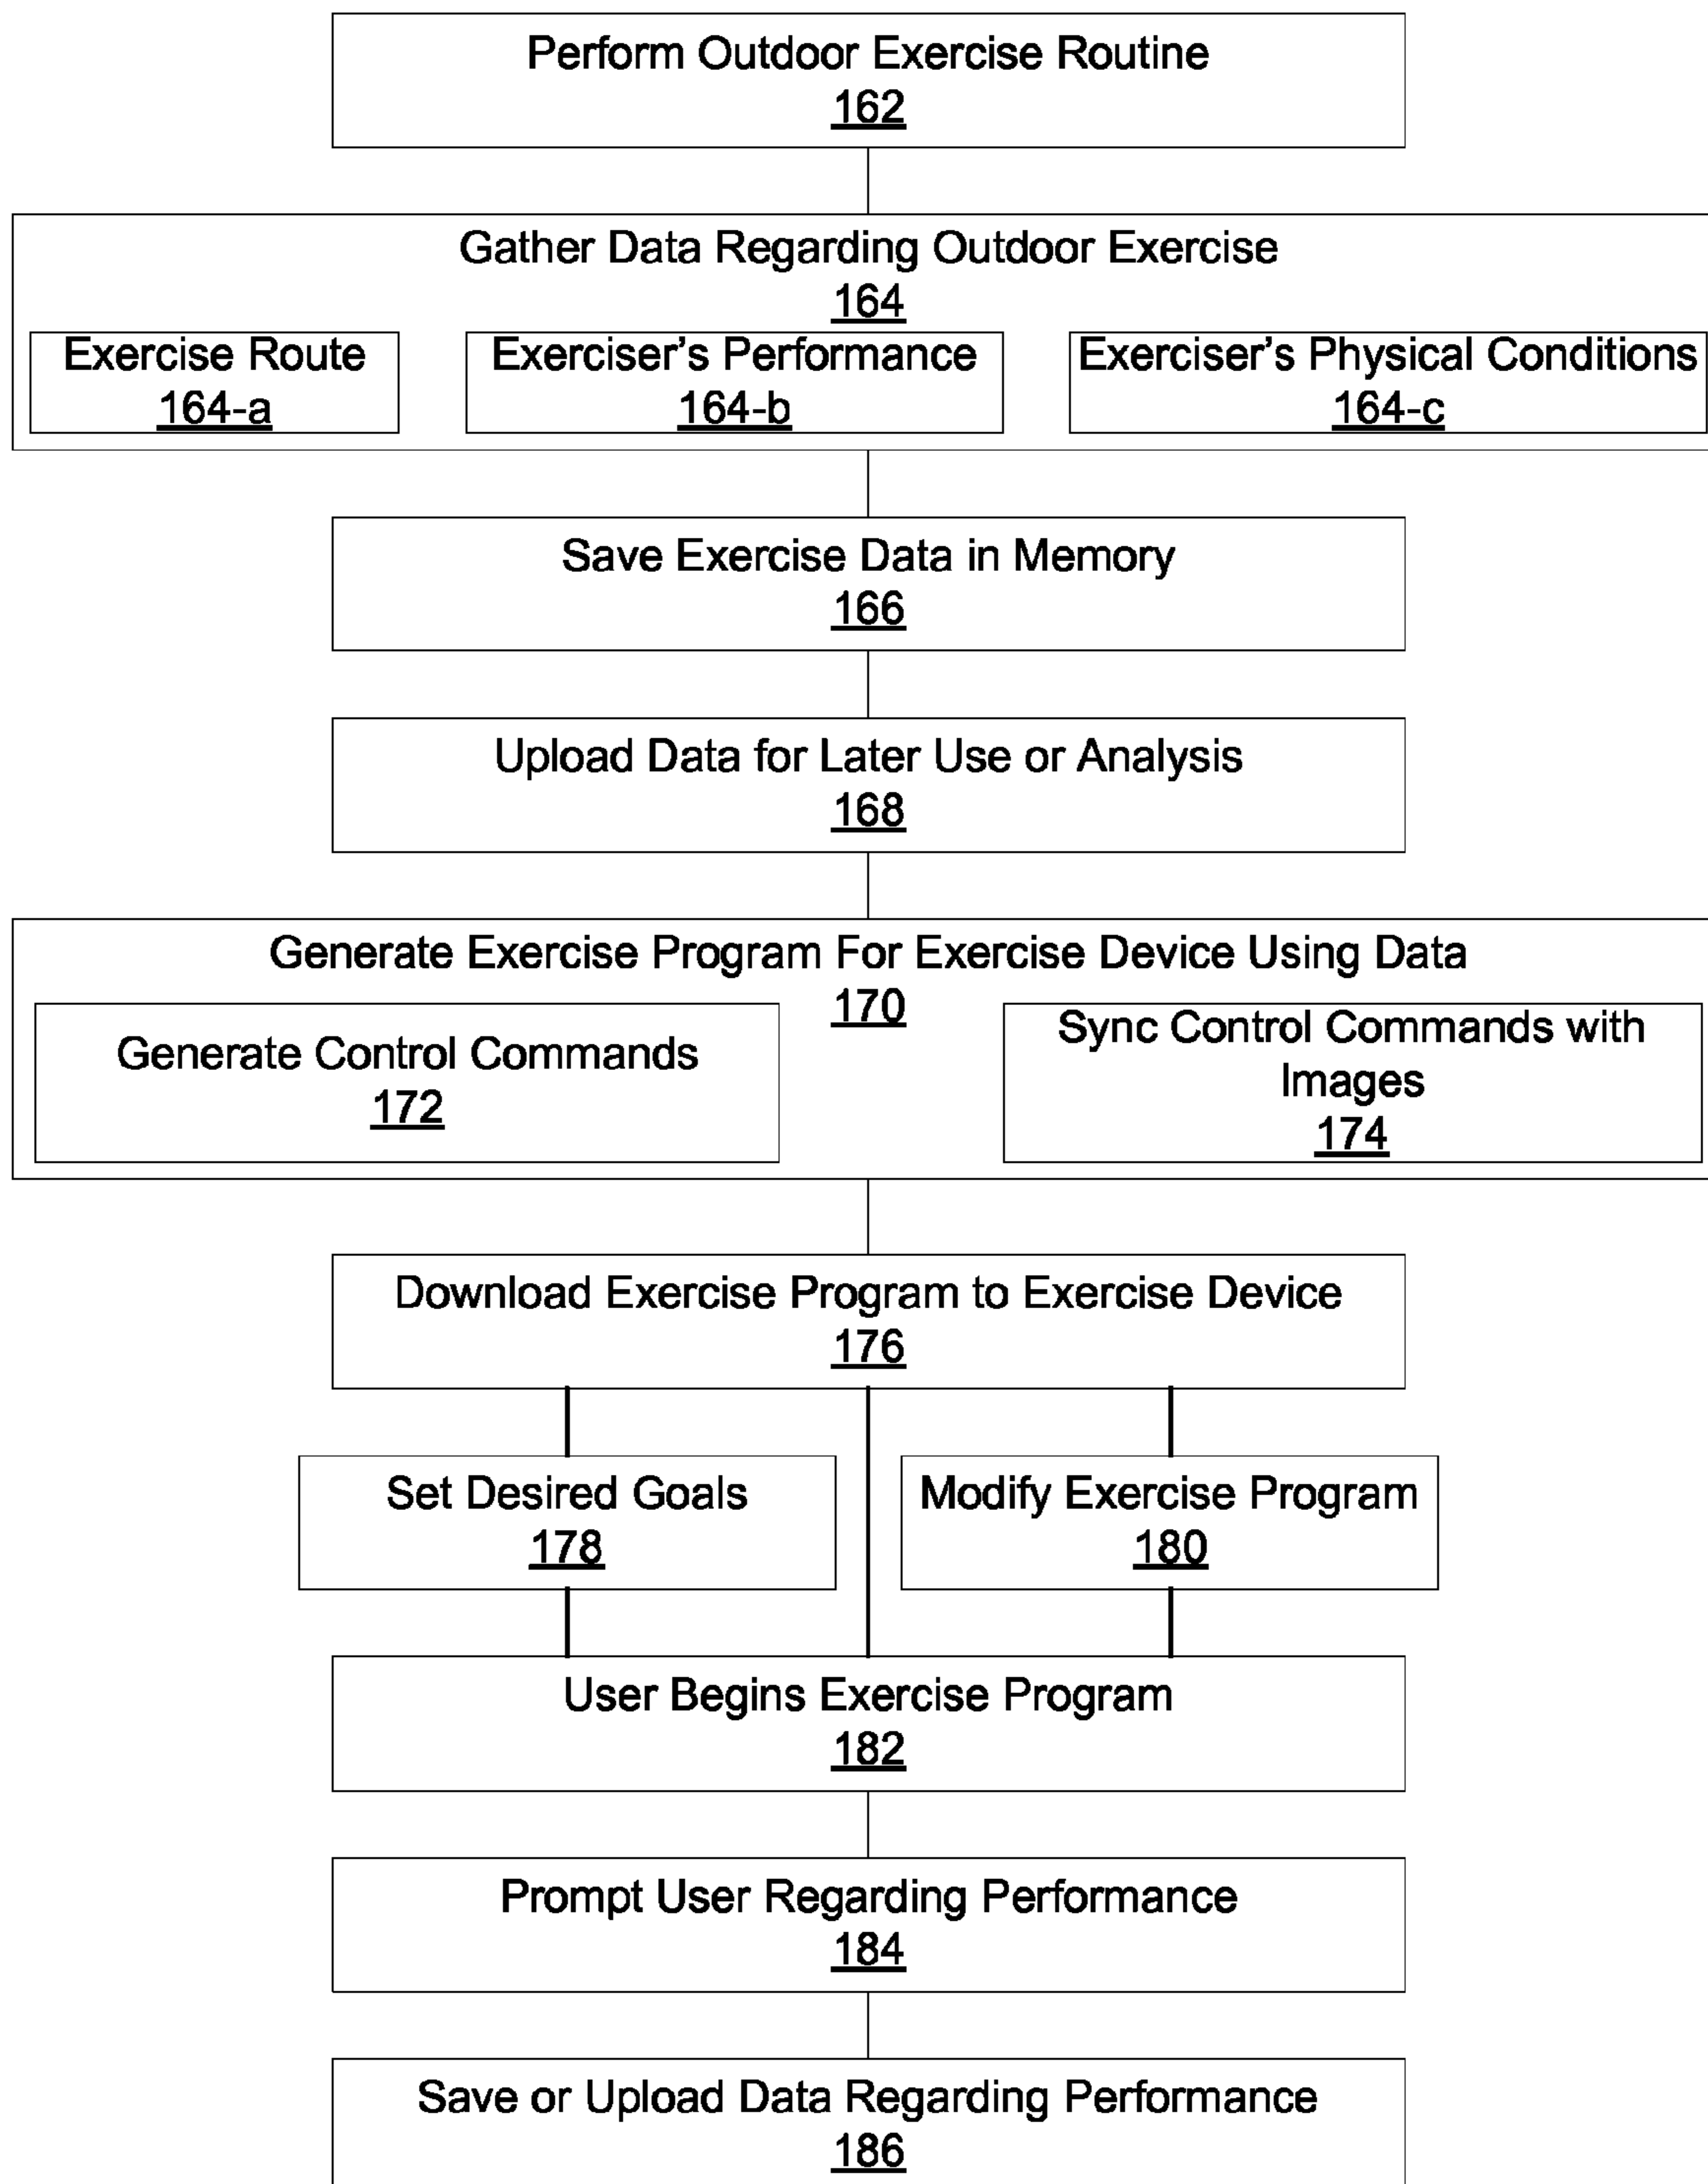 Perform Outdoor Exercise Routine
162
Gather Data Regarding Outdoor Exercise
164
Exercise Route
164-a
Exerciser's Performance
164-b
Exerciser's Physical Conditions
164-c
Save Exercise Data in Memory
166
Upload Data for Later Use or Analysis
168
Generate Exercise Program For Exercise Device Using Data
170
Generate Control Commands
172
Sync Control Commands with
Images
174
Download Exercise Program to Exercise Device
176
Set Desired Goals
178
Modify Exercise Program
180
User Begins Exercise Program
182
Prompt User Regarding Performance
184
Save or Upload Data Regarding Performance
186